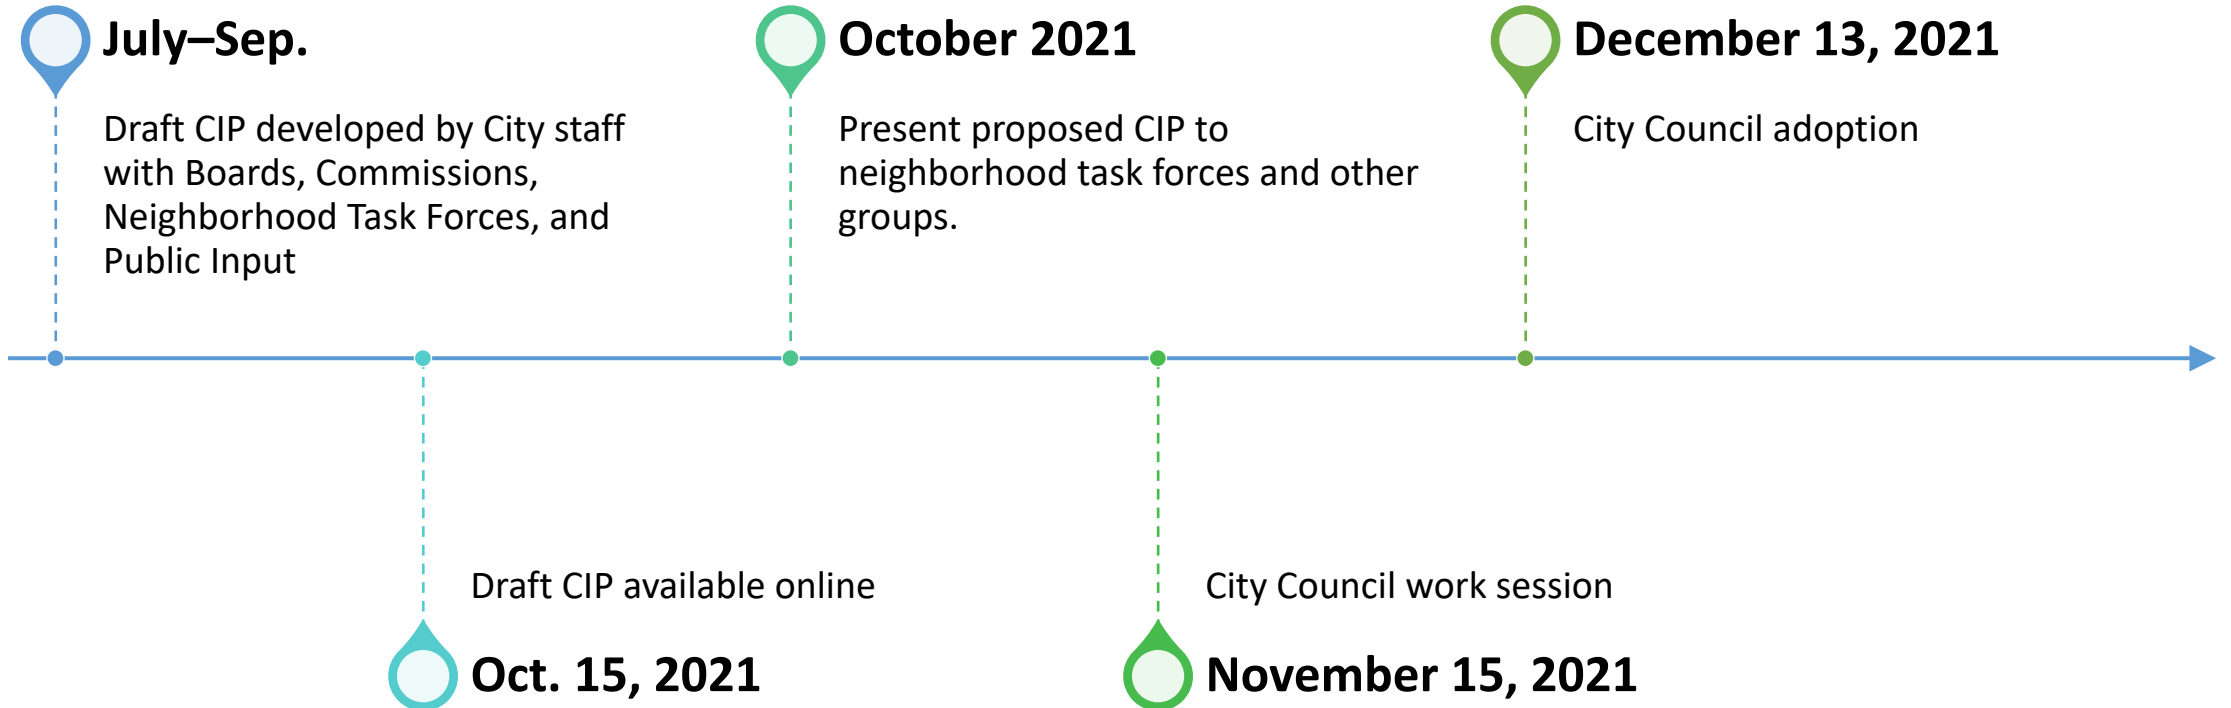 July–Sep.
Draft CIP developed by City staff
with Boards, Commissions,
Neighborhood Task Forces, and
Public Input
Draft CIP available online
Oct. 15, 2021
October 2021
Present proposed CIP to
neighborhood task forces and other
groups.
City Council work session
November 15, 2021
December 13, 2021
City Council adoption